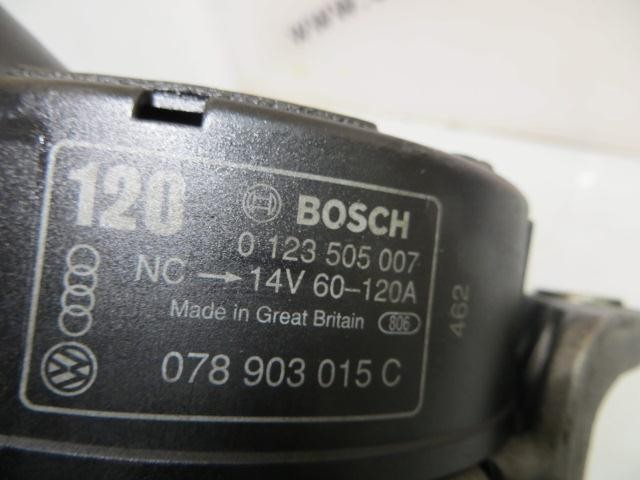 120
BOSCH
0 123 505 007
NC → 14V 60–120A
Made in Great Britain 806
078 903 015 C
462